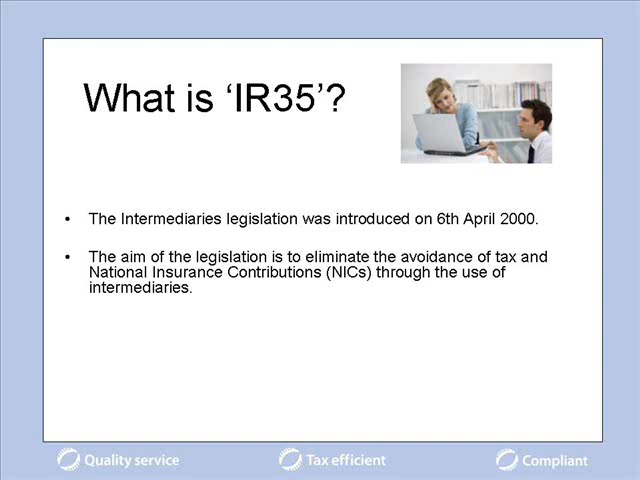 What is ‘IR35’?
• The Intermediaries legislation was introduced on 6th April 2000.
• The aim of the legislation is to eliminate the avoidance of tax and
National Insurance Contributions (NICs) through the use of
intermediaries.
Quality service
Tax efficient
Compliant